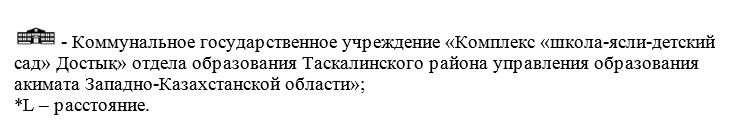 - Коммунальное государственное учреждение «Комплекс «школа-ясли-детский
сад» Достық» отдела образования Таскалинского района управления образования
акимата Западно-Казахстанской области»;
*L – расстояние.